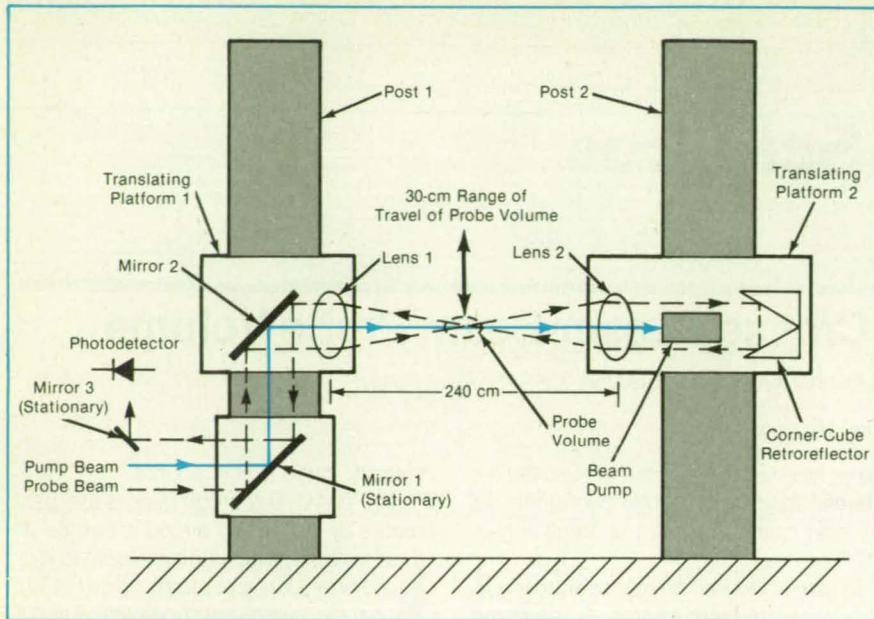 Post 1
Post 2
Translating
Platform 1
30-cm Range of
Travel of Probe Volume
Translating
Platform 2
Mirror 2
Lens 1
Lens 2
Photodetector
Mirror 3
(Stationary)
240 cm
Pump Beam
Probe Beam
Mirror 1
(Stationary)
Probe
Volume
Beam
Dump
Corner-Cube
Retroreflector